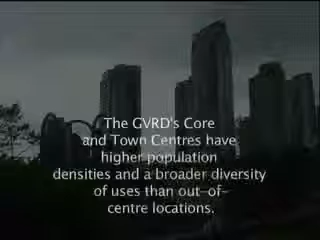 The GVRD's Core
and Town Centres have
higher population
densities and a broader diversity
of uses than out-of-
centre locations.